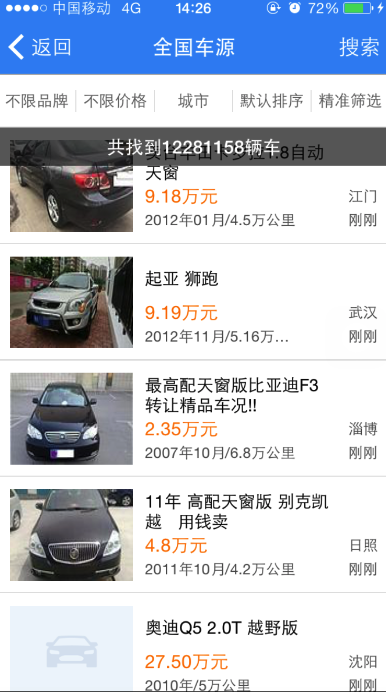 中国移动 4G 14:26 72%
返回 全国车源 搜索
不限品牌 不限价格 城市 默认排序 精准筛选
共找到12281158辆车
.8自动
天窗
9.18万元 江门
2012年01月/4.5万公里 刚刚
起亚 狮跑
9.19万元 武汉
2012年11月/5.16万... 刚刚
最高配天窗版比亚迪F3
转让精品车况!!
2.35万元 淄博
2007年10月/6.8万公里 刚刚
11年 高配天窗版 别克凯
越 用钱卖
4.8万元 日照
2011年10月/4.2万公里 刚刚
奥迪Q5 2.0T 越野版
27.50万元 沈阳
2010年/5万公里 刚刚